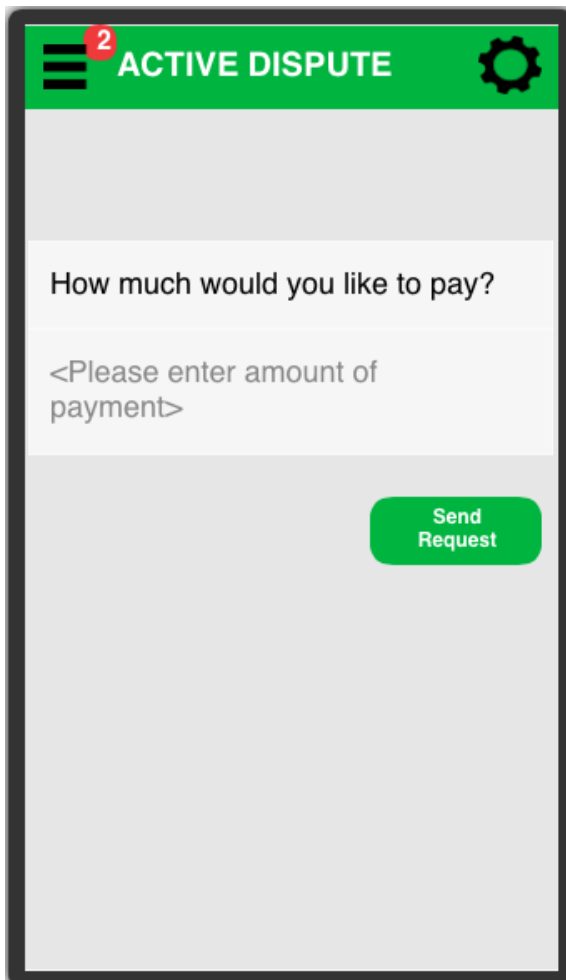 2
ACTIVE DISPUTE
How much would you like to pay?
<Please enter amount of
payment>
Send
Request